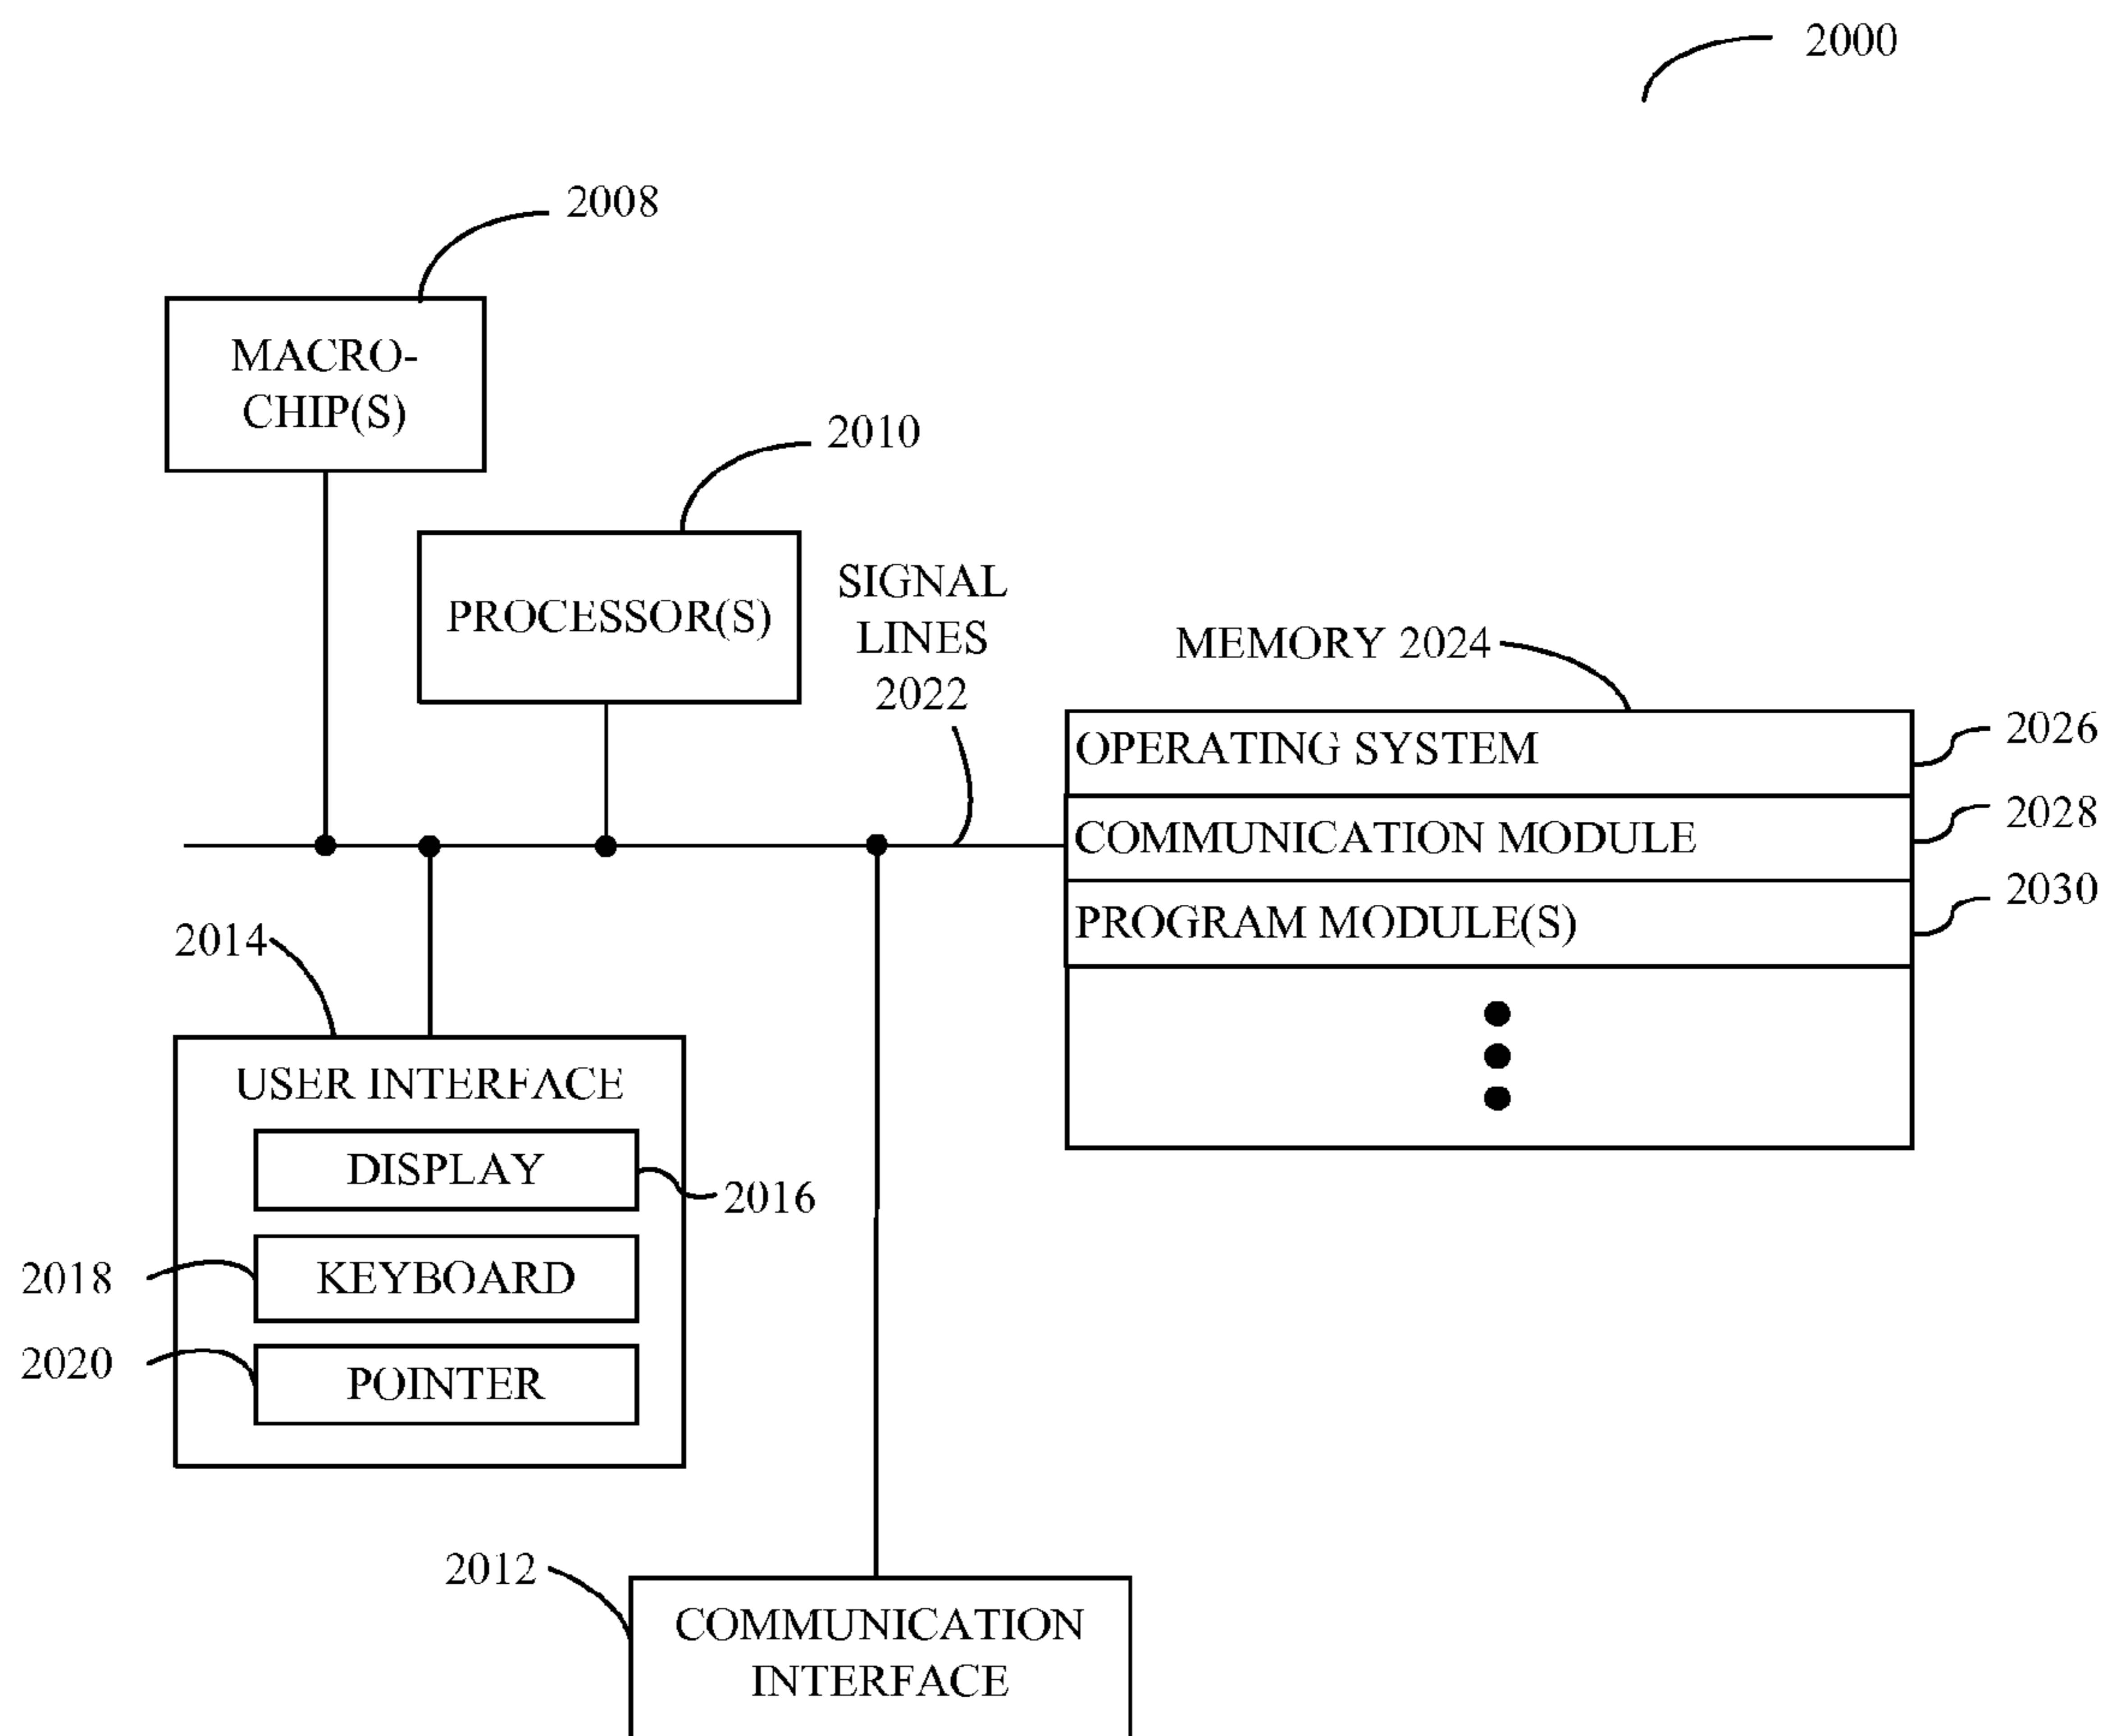 2000
2008
MACRO-
CHIP(S)
2010
PROCESSOR(S)
SIGNAL
LINES
2022
MEMORY 2024
OPERATING SYSTEM
2026
COMMUNICATION MODULE
2028
PROGRAM MODULE(S)
2030
2014
USER INTERFACE
DISPLAY
2016
2018
KEYBOARD
2020
POINTER
2012
COMMUNICATION
INTERFACE